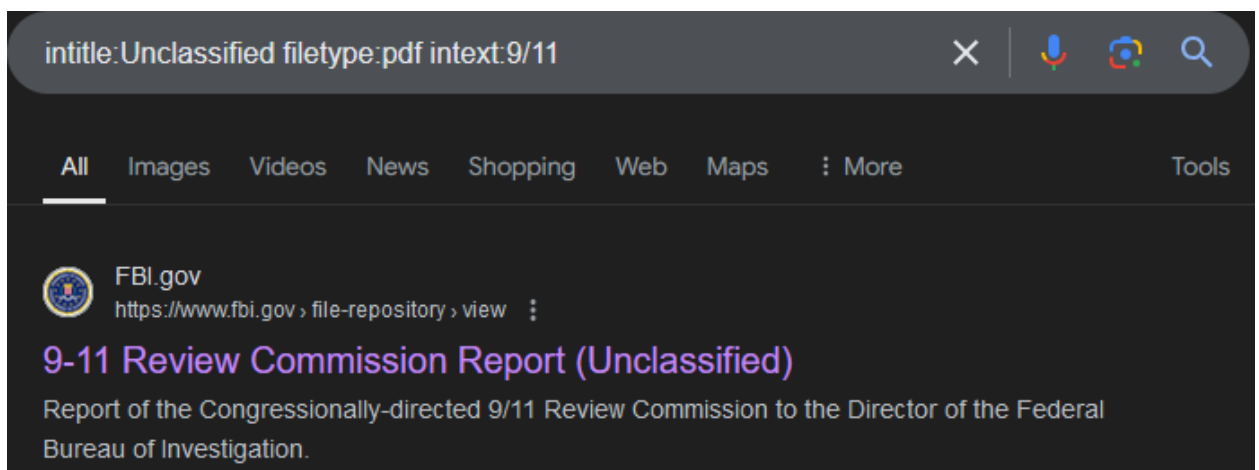 intitle:Unclassified filetype:pdf intext:9/11
All Images Videos News Shopping Web Maps More Tools
FBI.gov
https://www.fbi.gov › file-repository › view
9-11 Review Commission Report (Unclassified)
Report of the Congressionally-directed 9/11 Review Commission to the Director of the Federal
Bureau of Investigation.